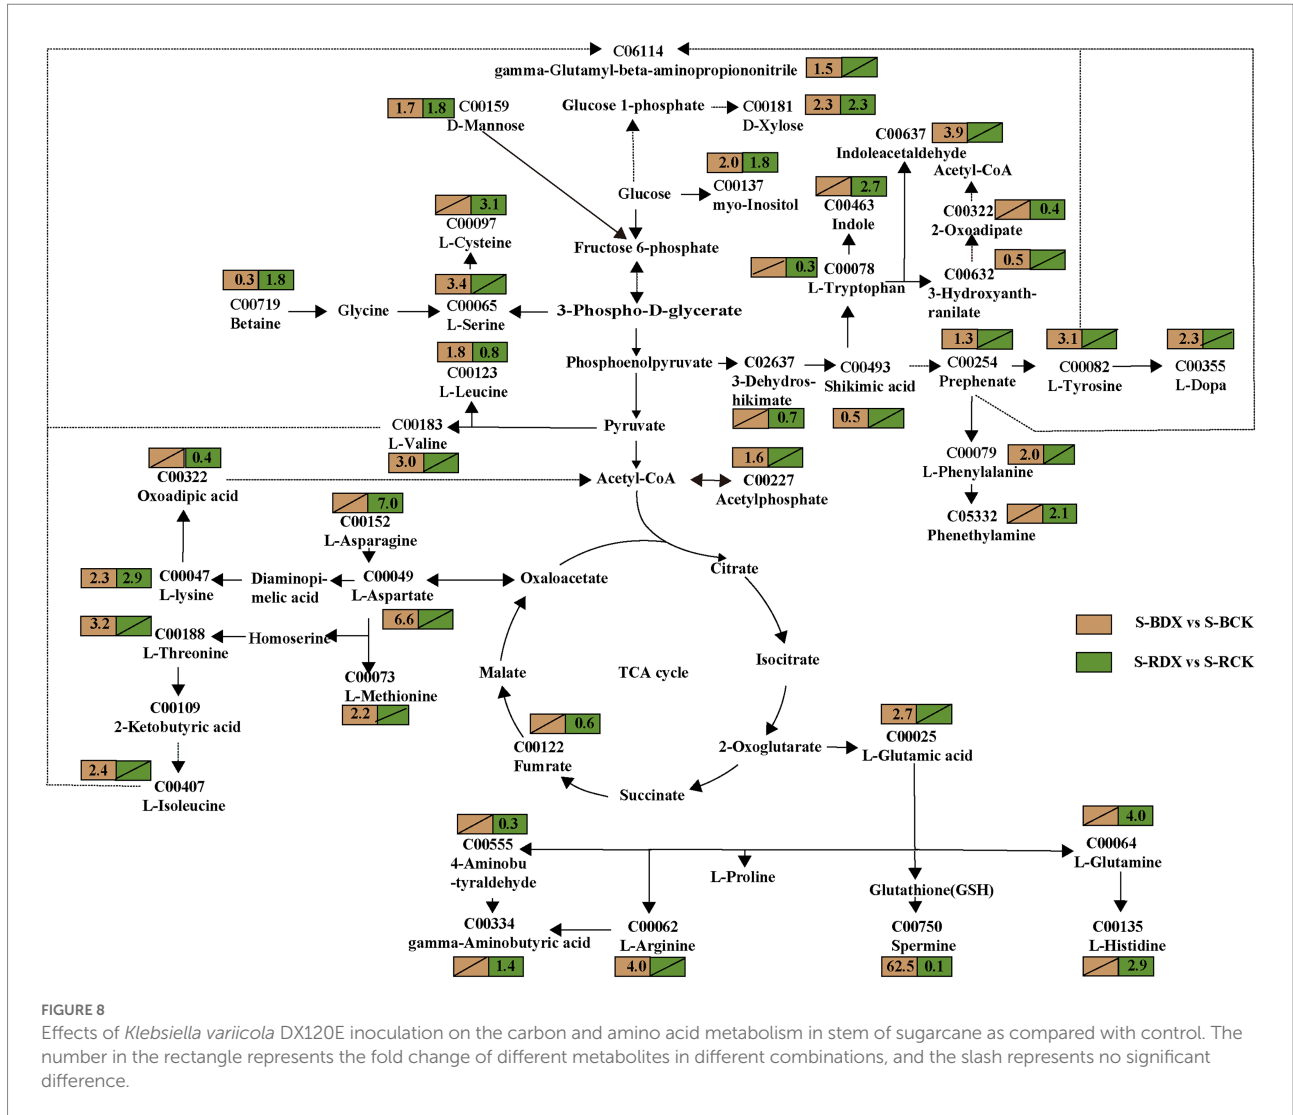 C06114
gamma-Glutamyl-beta-aminopropiononitrile
1.5
1.7 1.8
C00159
D-Mannose
Glucose 1-phosphate
C00181
D-Xylose
2.3 2.3
C00637
Indoleacetaldehyde
3.9
Acetyl-CoA
2.0 1.8
Glucose
C00137
myo-Inositol
2.7
C00463
Indole
C00322
2-Oxoadipate
0.4
3.1
C00097
L-Cysteine
Fructose 6-phosphate
0.3
C00078
L-Tryptophan
C00632
3-Hydroxyanth-
ranilate
0.5
0.3 1.8
C00719
Betaine
Glycine
3.4
C00065
L-Serine
3-Phospho-D-glycerate
1.8 0.8
C00123
L-Leucine
Phosphoenolpyruvate
C02637
3-Dehydros-
hikimate
0.7
C00493
Shikimic acid
0.5
1.3
C00254
Prephenate
3.1
C00082
L-Tyrosine
2.3
C00355
L-Dopa
C00183
L-Valine
3.0
Pyruvate
C00079
L-Phenylalanine
2.0
0.4
C00322
Oxoadipic acid
Acetyl-CoA
1.6
C00227
Acetylphosphate
C05332
Phenethylamine
2.1
7.0
C00152
L-Asparagine
2.3 2.9
C00047
L-lysine
Diaminopi-
melic acid
C00049
L-Aspartate
6.6
Oxaloacetate
Citrate
3.2
C00188
L-Threonine
Homoserine
C00073
L-Methionine
2.2
Malate
TCA cycle
Isocitrate
S-BDX vs S-BCK
S-RDX vs S-RCK
C00109
2-Ketobutyric acid
0.6
C00122
Fumrate
2-Oxoglutarate
2.7
C00025
L-Glutamic acid
2.4
C00407
L-Isoleucine
Succinate
0.3
C00555
4-Aminobu
-tyraldehyde
L-Proline
4.0
C00064
L-Glutamine
Glutathione(GSH)
C00334
gamma-Aminobutyric acid
1.4
C00062
L-Arginine
4.0
C00750
Spermine
62.5 0.1
C00135
L-Histidine
2.9
FIGURE 8
Effects of Klebsiella variicola DX120E inoculation on the carbon and amino acid metabolism in stem of sugarcane as compared with control. The
number in the rectangle represents the fold change of different metabolites in different combinations, and the slash represents no significant
difference.